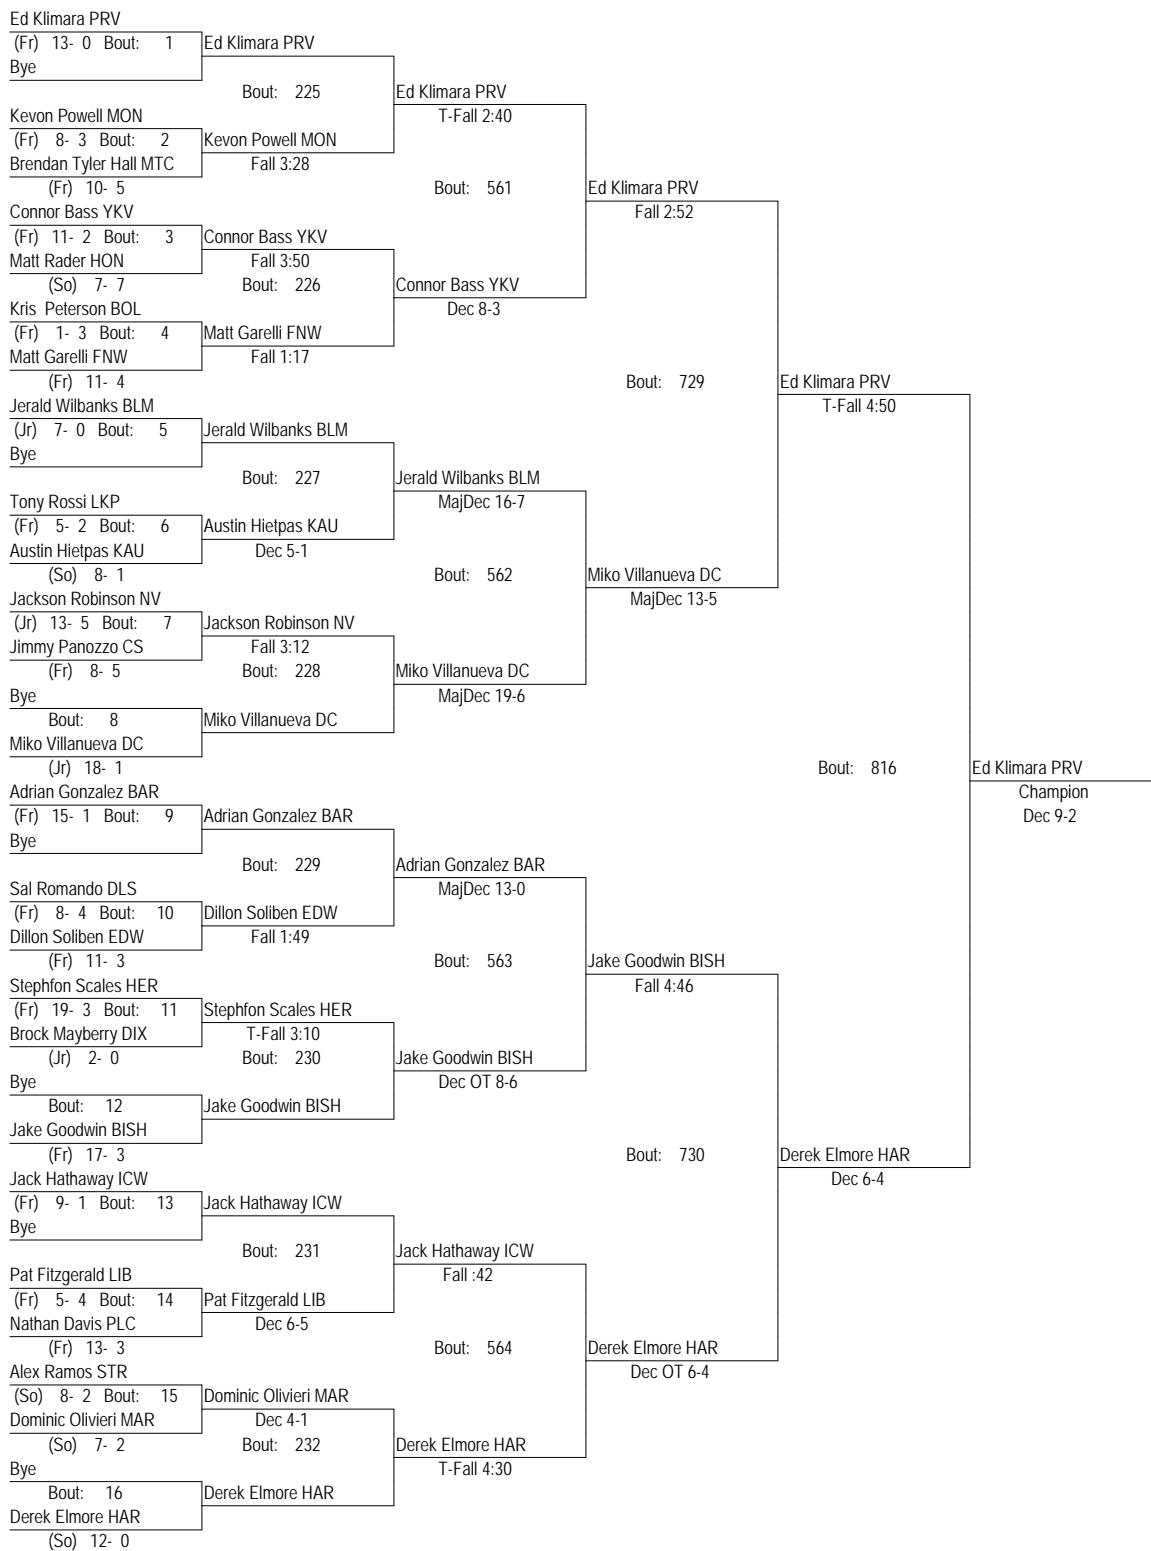 Ed Klimara PRV
(Fr) 13- 0 Bout: 1 Ed Klimara PRV
Bye
Bout: 225 Ed Klimara PRV
Kevon Powell MON T-Fall 2:40
(Fr) 8- 3 Bout: 2 Kevon Powell MON
Brendan Tyler Hall MTC Fall 3:28
(Fr) 10- 5 Bout: 561 Ed Klimara PRV
Connor Bass YKV Fall 2:52
(Fr) 11- 2 Bout: 3 Connor Bass YKV
Matt Rader HON Fall 3:50
(So) 7- 7 Bout: 226 Connor Bass YKV
Kris Peterson BOL Dec 8-3
(Fr) 1- 3 Bout: 4 Matt Garelli FNW
Matt Garelli FNW Fall 1:17
(Fr) 11- 4 Bout: 729 Ed Klimara PRV
Jerald Wilbanks BLM T-Fall 4:50
(Jr) 7- 0 Bout: 5 Jerald Wilbanks BLM
Bye
Bout: 227 Jerald Wilbanks BLM
Tony Rossi LKP MajDec 16-7
(Fr) 5- 2 Bout: 6 Austin Hietpas KAU
Austin Hietpas KAU Dec 5-1
(So) 8- 1 Bout: 562 Miko Villanueva DC
Jackson Robinson NV MajDec 13-5
(Jr) 13- 5 Bout: 7 Jackson Robinson NV
Jimmy Panozzo CS Fall 3:12
(Fr) 8- 5 Bout: 228 Miko Villanueva DC
Bye MajDec 19-6
Bout: 8 Miko Villanueva DC
Miko Villanueva DC
(Jr) 18- 1 Bout: 816 Ed Klimara PRV
Adrian Gonzalez BAR Champion
(Fr) 15- 1 Bout: 9 Adrian Gonzalez BAR Dec 9-2
Bye
Bout: 229 Adrian Gonzalez BAR
Sal Romando DLS MajDec 13-0
(Fr) 8- 4 Bout: 10 Dillon Soliben EDW
Dillon Soliben EDW Fall 1:49
(Fr) 11- 3 Bout: 563 Jake Goodwin BISH
Stephfon Scales HER Fall 4:46
(Fr) 19- 3 Bout: 11 Stephfon Scales HER
Brock Mayberry DIX T-Fall 3:10
(Jr) 2- 0 Bout: 230 Jake Goodwin BISH
Bye Dec OT 8-6
Bout: 12 Jake Goodwin BISH
Jake Goodwin BISH
(Fr) 17- 3 Bout: 730 Derek Elmore HAR
Jack Hathaway ICW Dec 6-4
(Fr) 9- 1 Bout: 13 Jack Hathaway ICW
Bye
Bout: 231 Jack Hathaway ICW
Pat Fitzgerald LIB Fall :42
(Fr) 5- 4 Bout: 14 Pat Fitzgerald LIB
Nathan Davis PLC Dec 6-5
(Fr) 13- 3 Bout: 564 Derek Elmore HAR
Alex Ramos STR Dec OT 6-4
(So) 8- 2 Bout: 15 Dominic Olivieri MAR
Dominic Olivieri MAR Dec 4-1
(So) 7- 2 Bout: 232 Derek Elmore HAR
Bye T-Fall 4:30
Bout: 16 Derek Elmore HAR
Derek Elmore HAR
(So) 12- 0